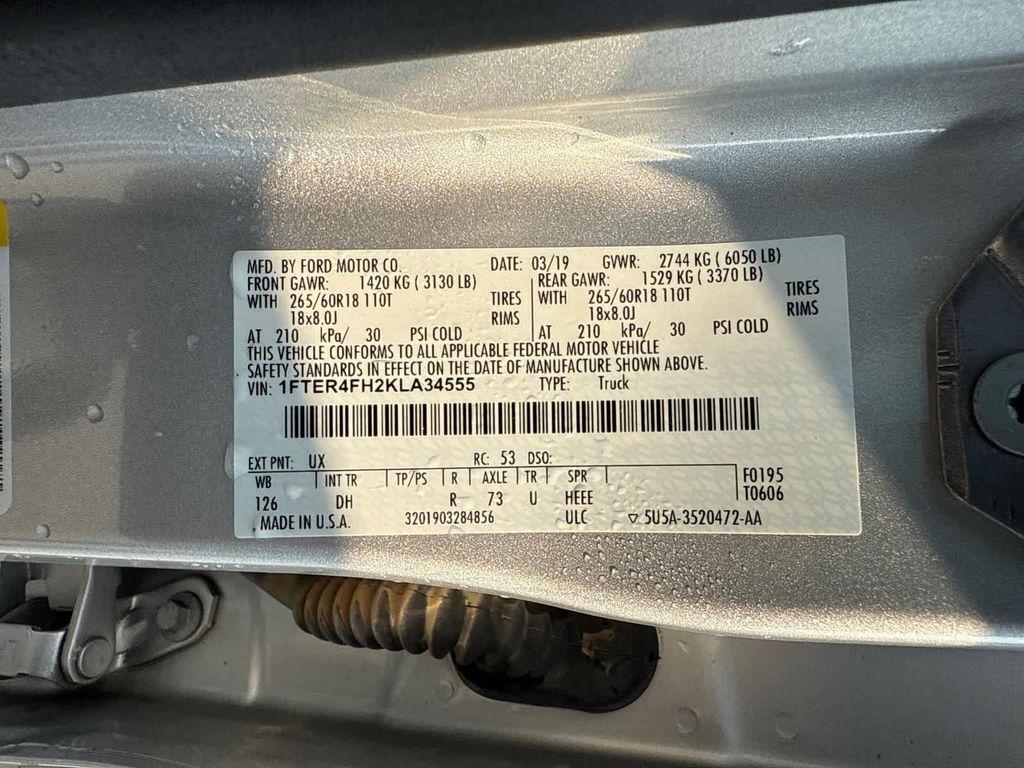 MFD. BY FORD MOTOR CO. DATE: 03/19 GVWR: 2744 KG ( 6050 LB)
FRONT GAWR: 1420 KG ( 3130 LB) REAR GAWR: 1529 KG ( 3370 LB)
WITH 265/60R18 110T TIRES WITH 265/60R18 110T TIRES
18x8.0J RIMS 18x8.0J RIMS
AT 210 kPa/ 30 PSI COLD AT 210 kPa/ 30 PSI COLD
THIS VEHICLE CONFORMS TO ALL APPLICABLE FEDERAL MOTOR VEHICLE
SAFETY STANDARDS IN EFFECT ON THE DATE OF MANUFACTURE SHOWN ABOVE.
VIN: 1FTER4FH2KLA34555 TYPE: Truck
EXT PNT: UX RC: 53 DSO:
WB INT TR TP/PS R AXLE TR SPR F0195
126 DH R 73 U HEEE T0606
MADE IN U.S.A. 3201903284856 ULC ▽ 5U5A-3520472-AA